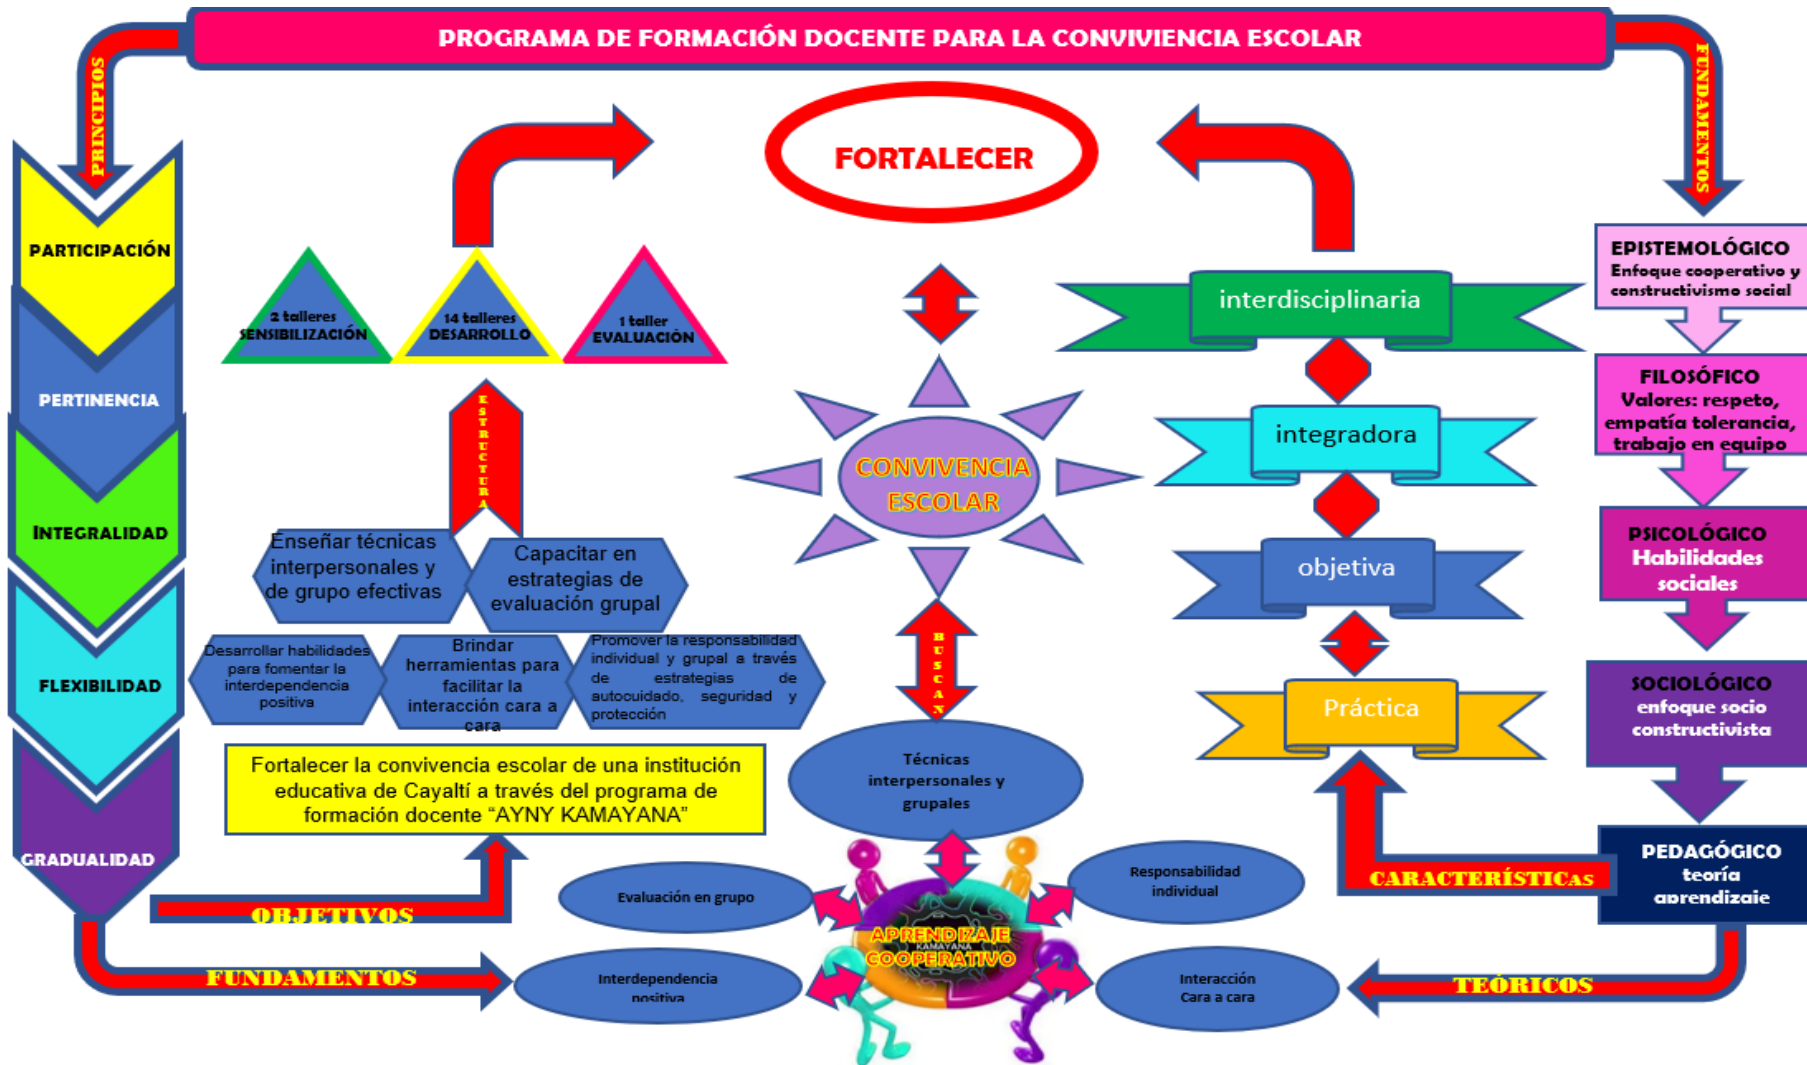 PROGRAMA DE FORMACIÓN DOCENTE PARA LA CONVIVIENCIA ESCOLAR
PRINCIPIOS
PARTICIPACIÓN
PERTINENCIA
INTEGRALIDAD
FLEXIBILIDAD
GRADUALIDAD
FORTALECER
2 talleres
SENSIBILIZACIÓN
14 talleres
DESARROLLO
1 taller
EVALUACIÓN
ESTRUCTURA
Enseñar técnicas
interpersonales y
de grupo efectivas
Capacitar en
estrategias de
evaluación grupal
Desarrollar habilidades
para fomentar la
interdependencia
positiva
Brindar
herramientas para
facilitar la
interacción cara a
cara
Promover la responsabilidad
individual y grupal a través
de estrategias de
autocuidado, seguridad y
protección
Fortalecer la convivencia escolar de una institución
educativa de Cayaltí a través del programa de
formación docente “AYNY KAMAYANA”
OBJETIVOS
FUNDAMENTOS
CONVIVENCIA
ESCOLAR
BUSCAN
Técnicas
interpersonales y
grupales
Evaluación en grupo
Responsabilidad
individual
Interdependencia
positiva
Interacción
Cara a cara
APRENDIZAJE
KAMAYANA
COOPERATIVO
interdisciplinaria
integradora
objetiva
Práctica
CARACTERÍSTICAS
TEÓRICOS
FUNDAMENTOS
EPISTEMOLÓGICO
Enfoque cooperativo y
constructivismo social
FILOSÓFICO
Valores: respeto,
empatía tolerancia,
trabajo en equipo
PSICOLÓGICO
Habilidades
sociales
SOCIOLÓGICO
enfoque socio
constructivista
PEDAGÓGICO
teoría
aprendizaje